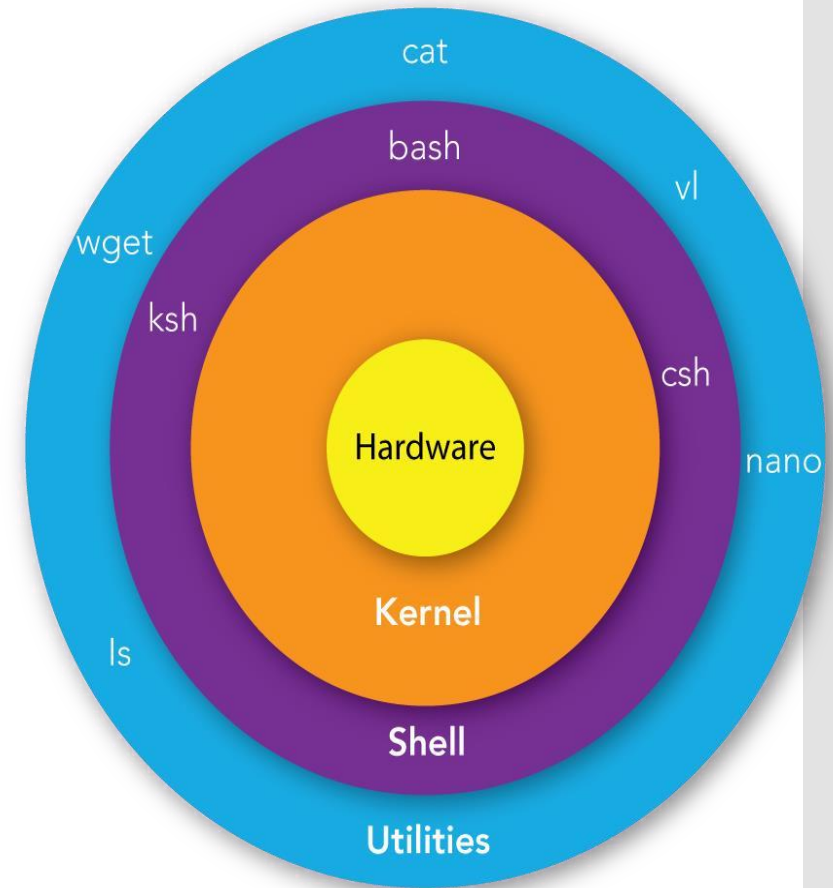 cat
bash
vl
wget
ksh
csh
Hardware
nano
Kernel
ls
Shell
Utilities